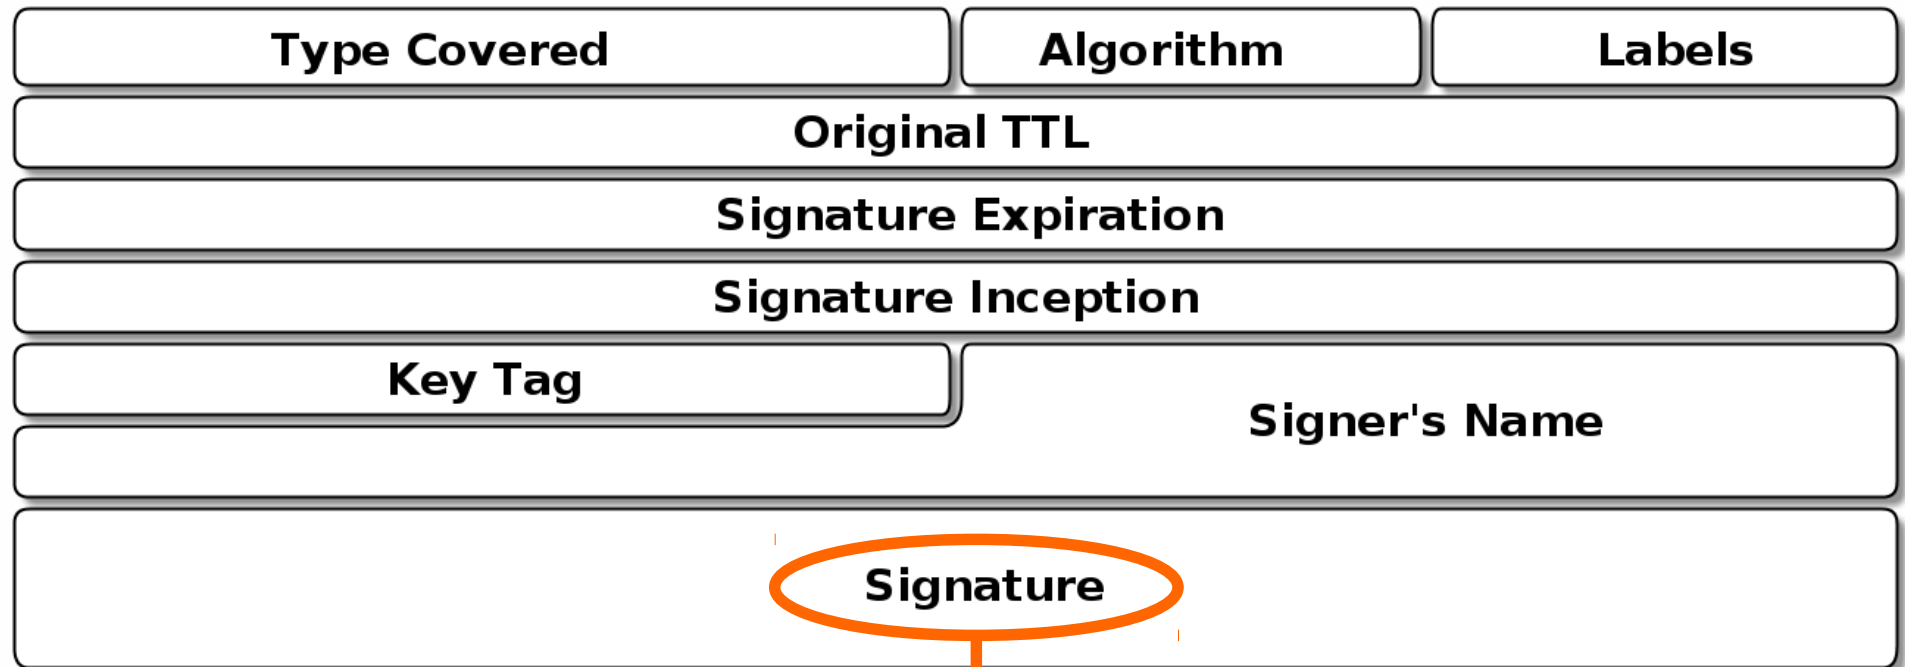 Type Covered Algorithm Labels
Original TTL
Signature Expiration
Signature Inception
Key Tag
Signer's Name
Signature